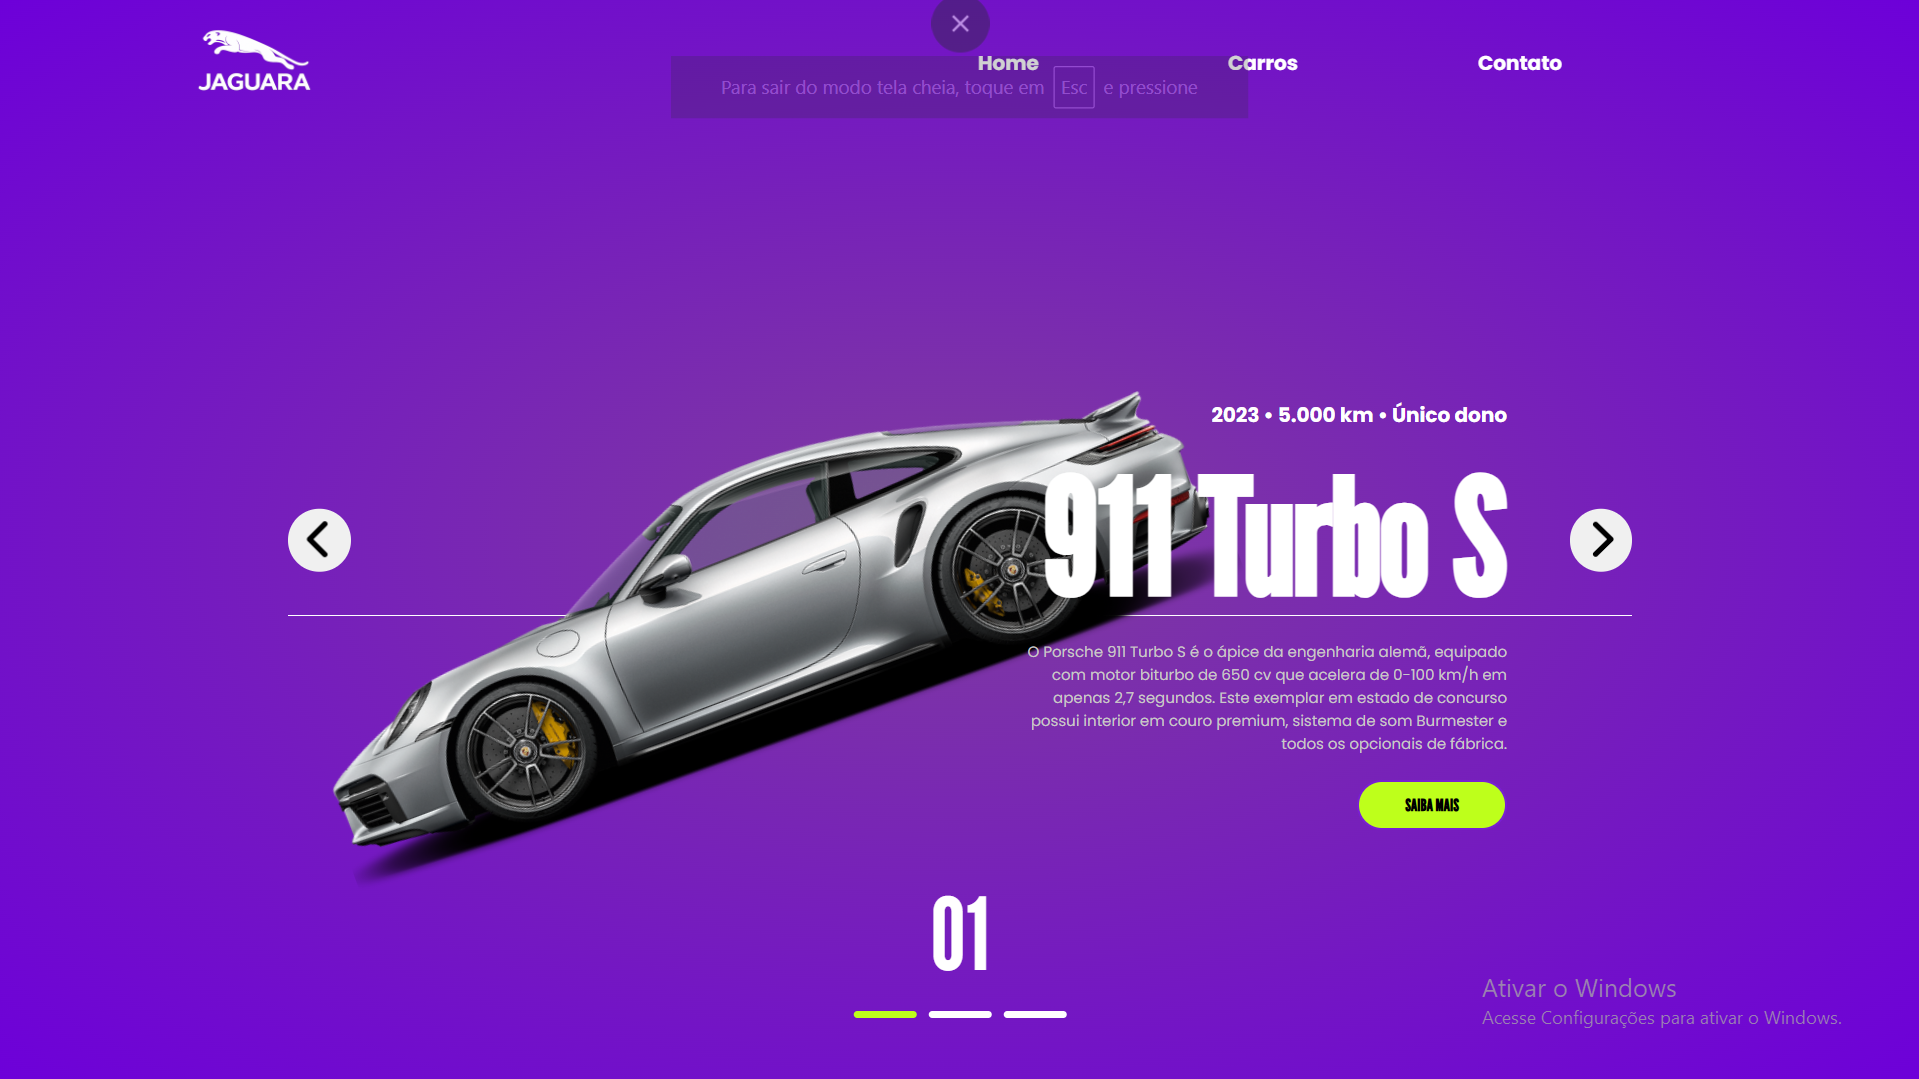 JAGUARA
Home
Carros
Contato
Para sair do modo tela cheia, toque em Esc e pressione
2023 • 5.000 km • Único dono
911 Turbo S
O Porsche 911 Turbo S é o ápice da engenharia alemã, equipado
com motor biturbo de 650 cv que acelera de 0-100 km/h em
apenas 2,7 segundos. Este exemplar em estado de concurso
possui interior em couro premium, sistema de som Burmester e
todos os opcionais de fábrica.
SAIBA MAIS
01
Ativar o Windows
Acesse Configurações para ativar o Windows.